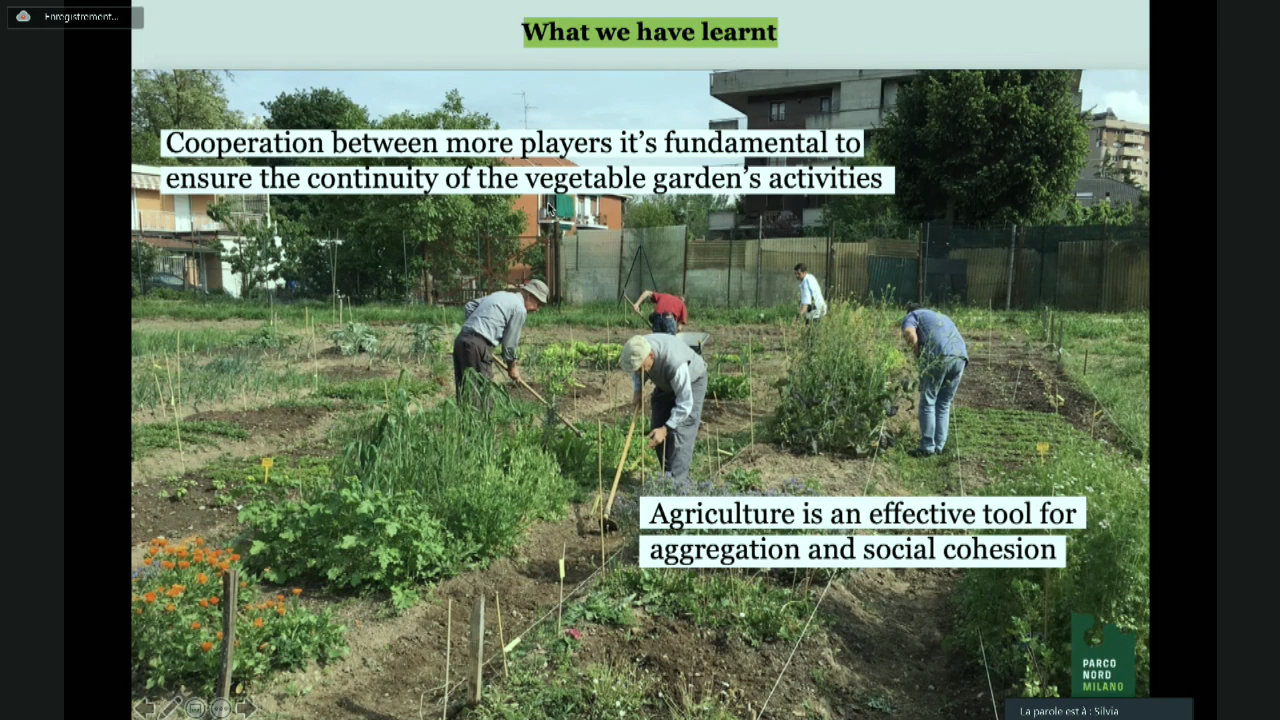 Enregistrement...
What we have learnt
Cooperation between more players it's fundamental to
ensure the continuity of the vegetable garden's activities
Agriculture is an effective tool for
aggregation and social cohesion
PARCO
NORD
MILANO
La parole est à : Silvia